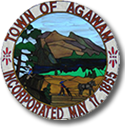 TOWN OF AGAWAM
INCORPORATED MAY 17, 1855